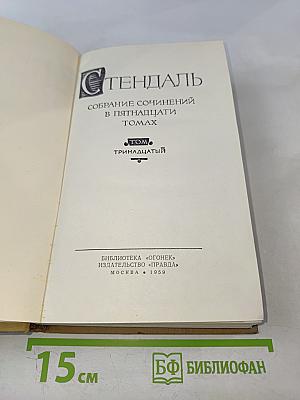 СТЕНДАЛЬ
СОБРАНИЕ СОЧИНЕНИЙ
В ПЯТНАДЦАТИ
ТОМАХ
ТОМ
ТРИНАДЦАТЫЙ
БИБЛИОТЕКА «ОГОНЕК»
ИЗДАТЕЛЬСТВО «ПРАВДА»
МОСКВА • 1959
15 см
БФ БИБЛИОФАН